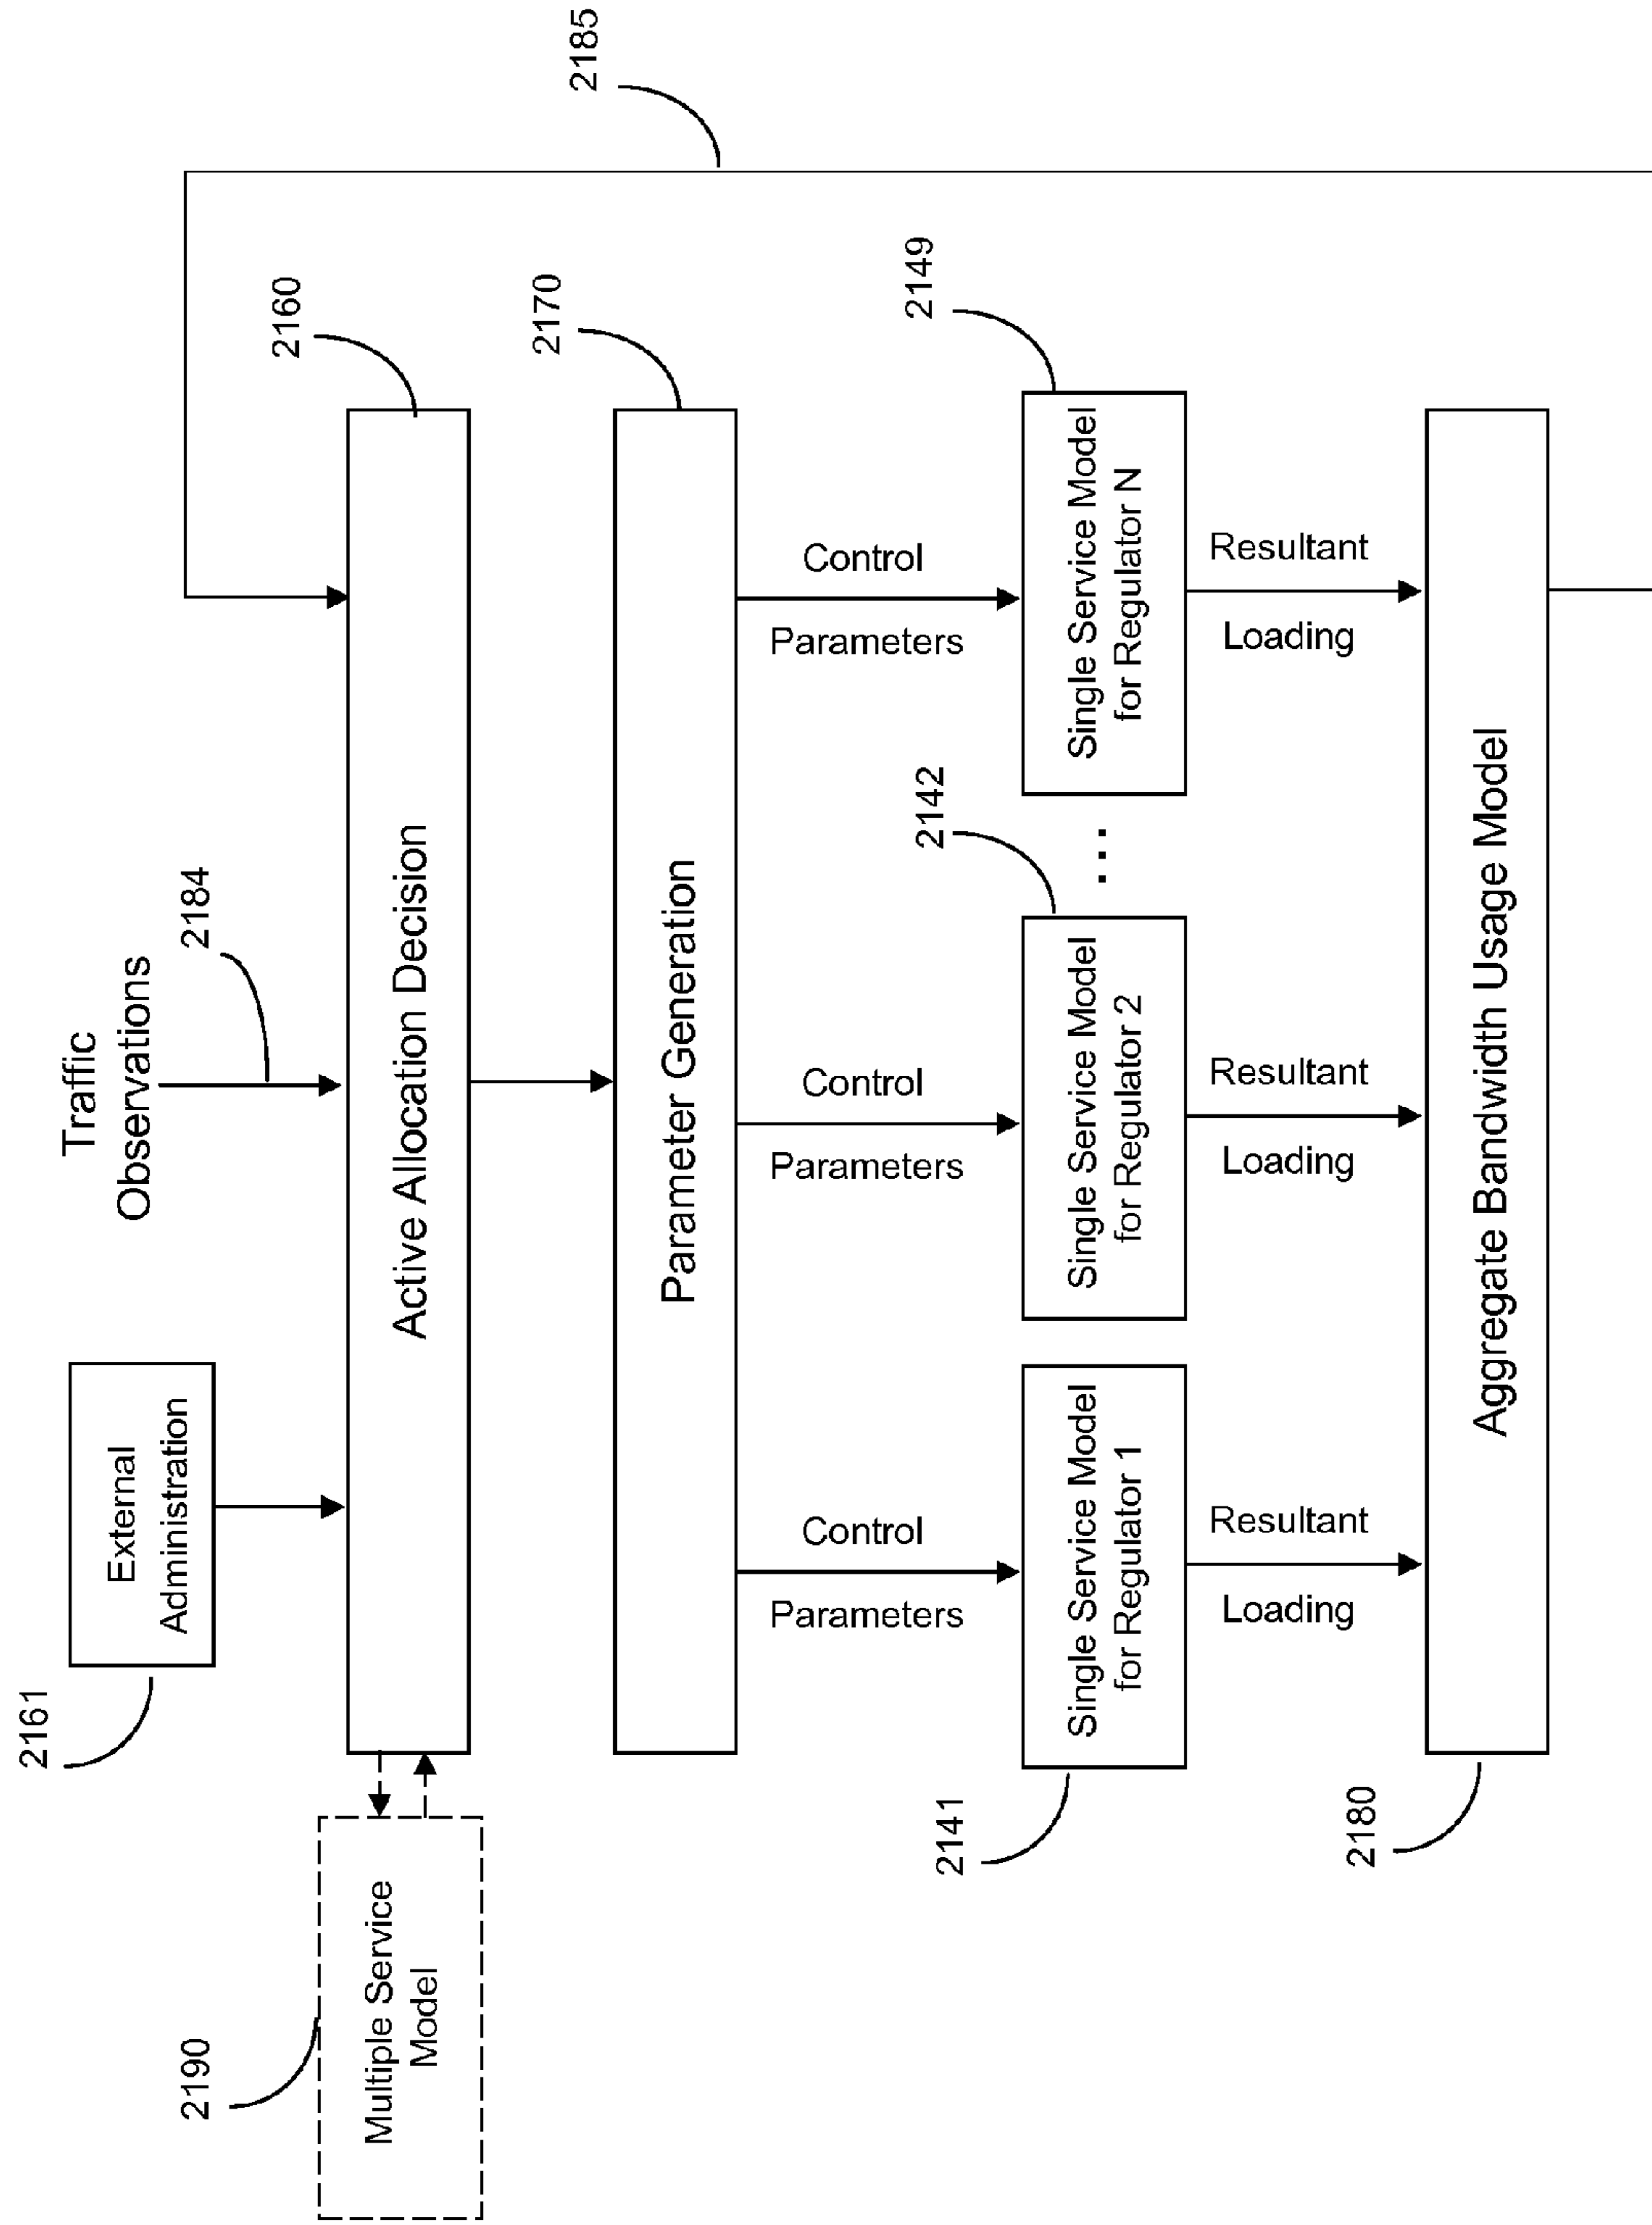 2161
External
Administration
Traffic
Observations
2184
2185
2190
Multiple Service
Model
Active Allocation Decision
2160
Parameter Generation
2170
Control
Parameters
Control
Parameters
Control
Parameters
2141
Single Service Model
for Regulator 1
2142
Single Service Model
for Regulator 2
...
2149
Single Service Model
for Regulator N
Resultant
Loading
Resultant
Loading
Resultant
Loading
2180
Aggregate Bandwidth Usage Model